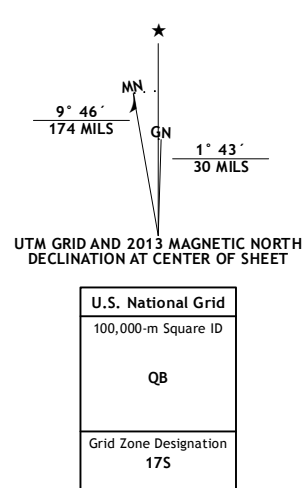 ★
MN
9° 46´
174 MILS
GN
1° 43´
30 MILS
UTM GRID AND 2013 MAGNETIC NORTH
DECLINATION AT CENTER OF SHEET
U.S. National Grid
100,000-m Square ID
QB
Grid Zone Designation
17S